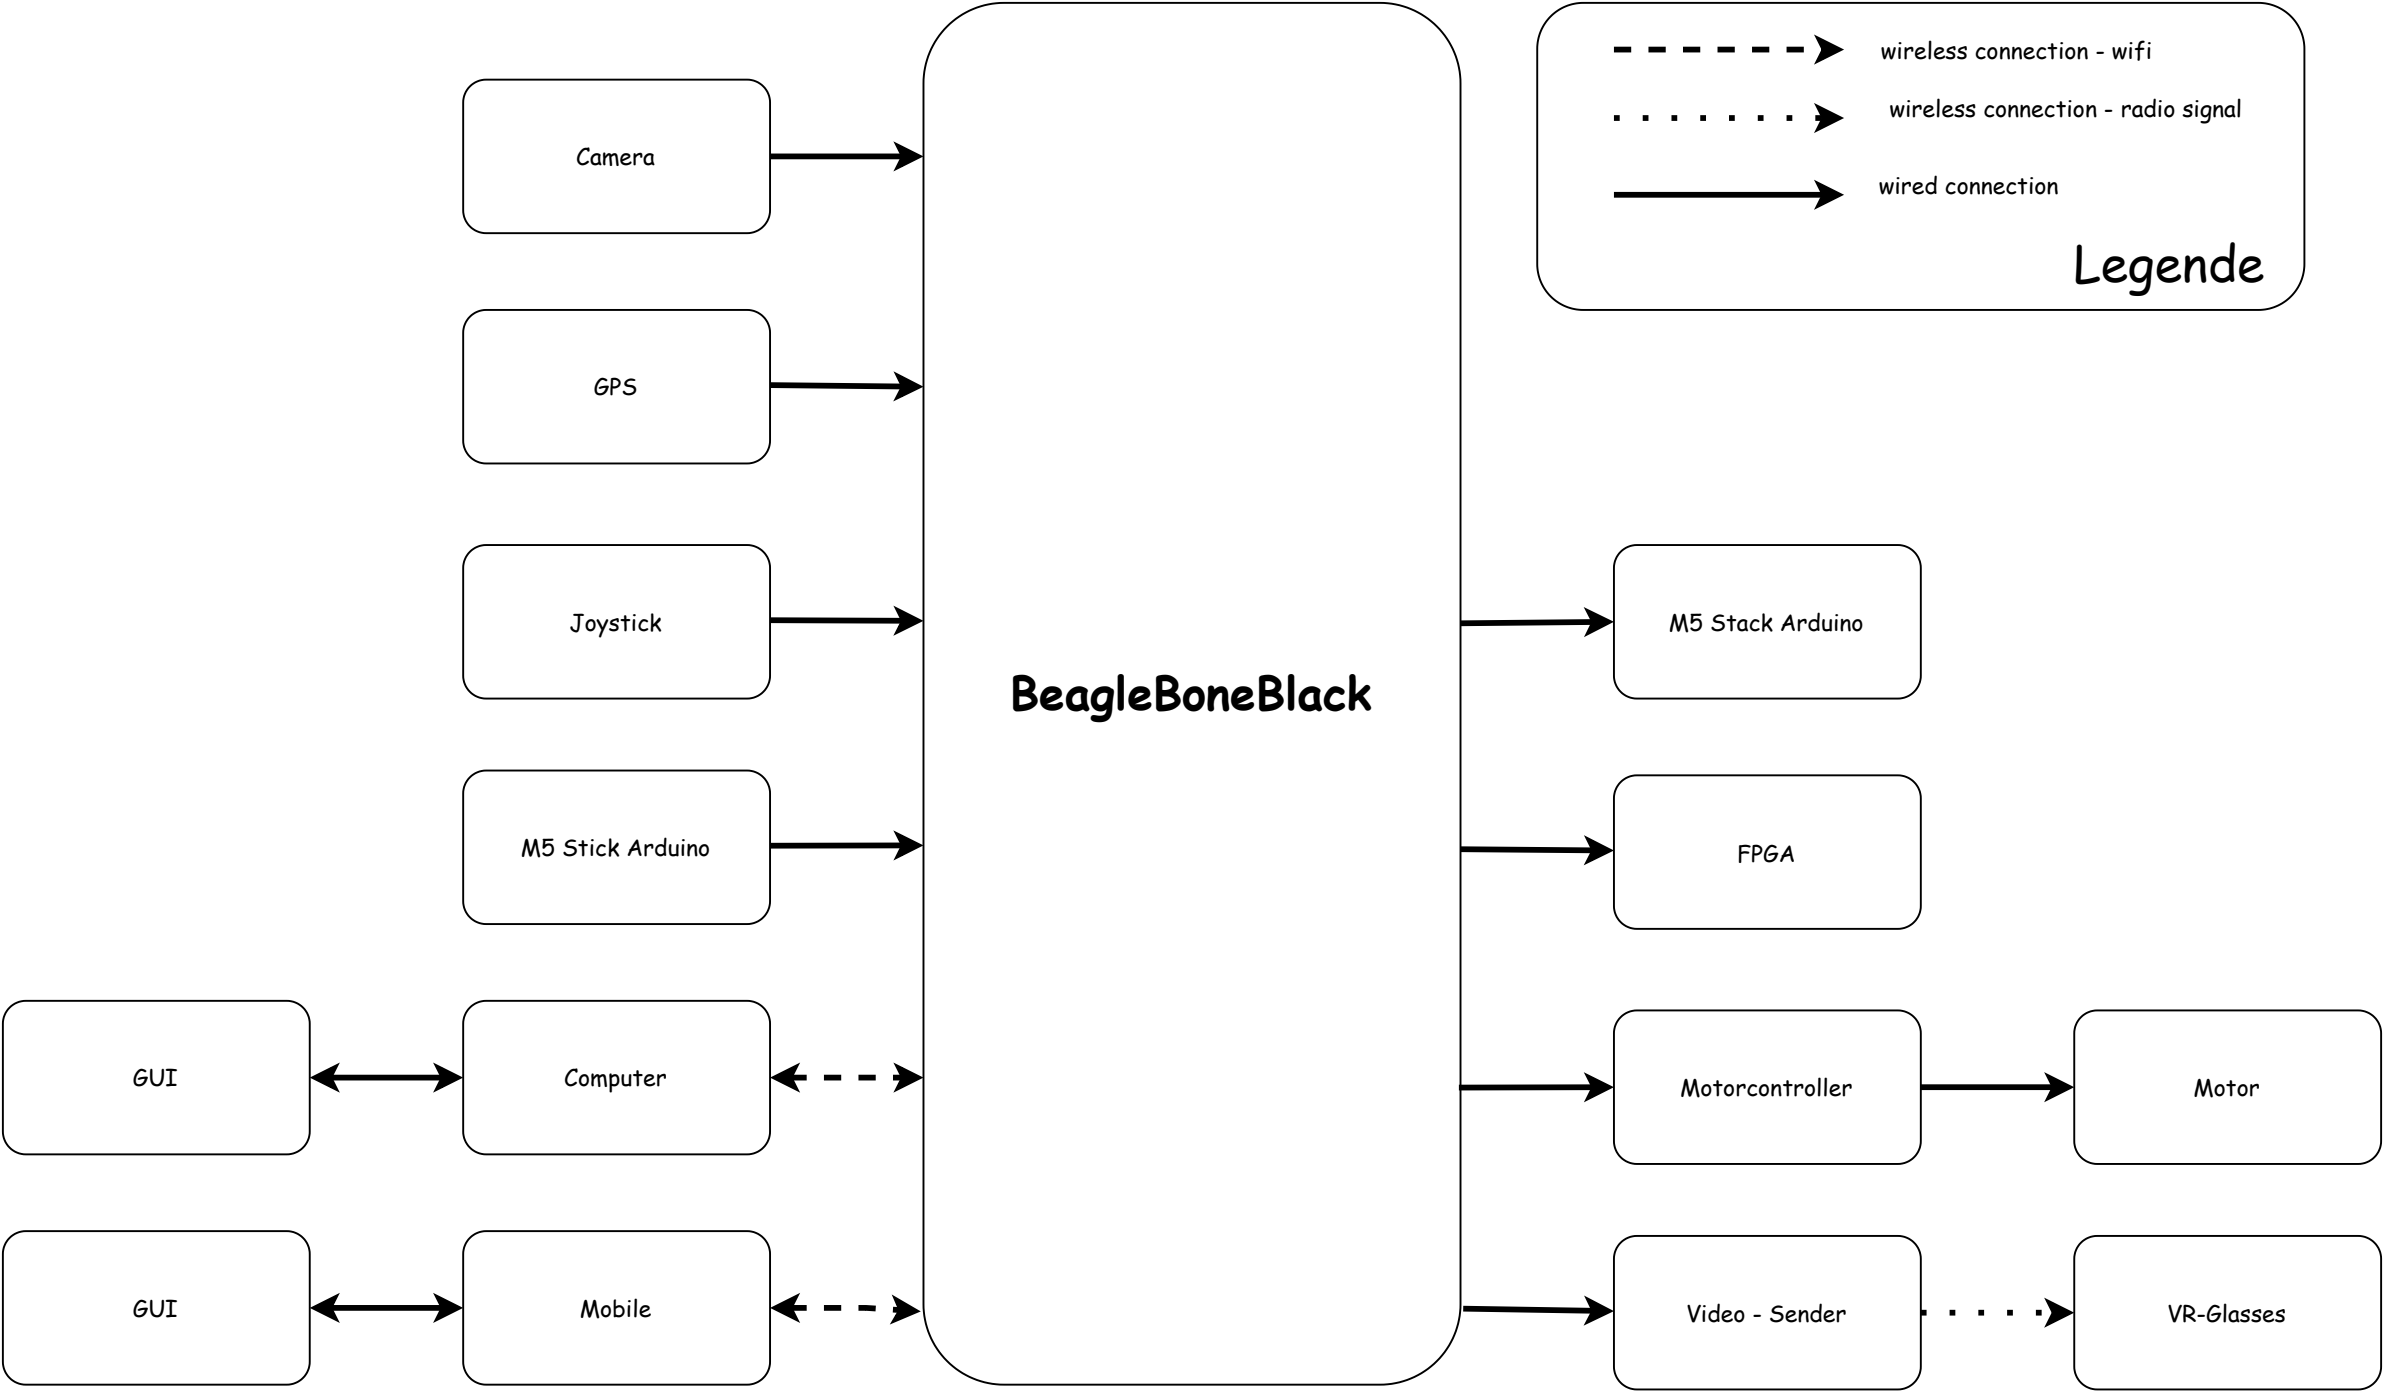 wireless connection - wifi
wireless connection - radio signal
wired connection
Legende
Camera
GPS
Joystick
M5 Stick Arduino
GUI
Computer
GUI
Mobile
BeagleBoneBlack
M5 Stack Arduino
FPGA
Motorcontroller
Motor
Video - Sender
VR-Glasses